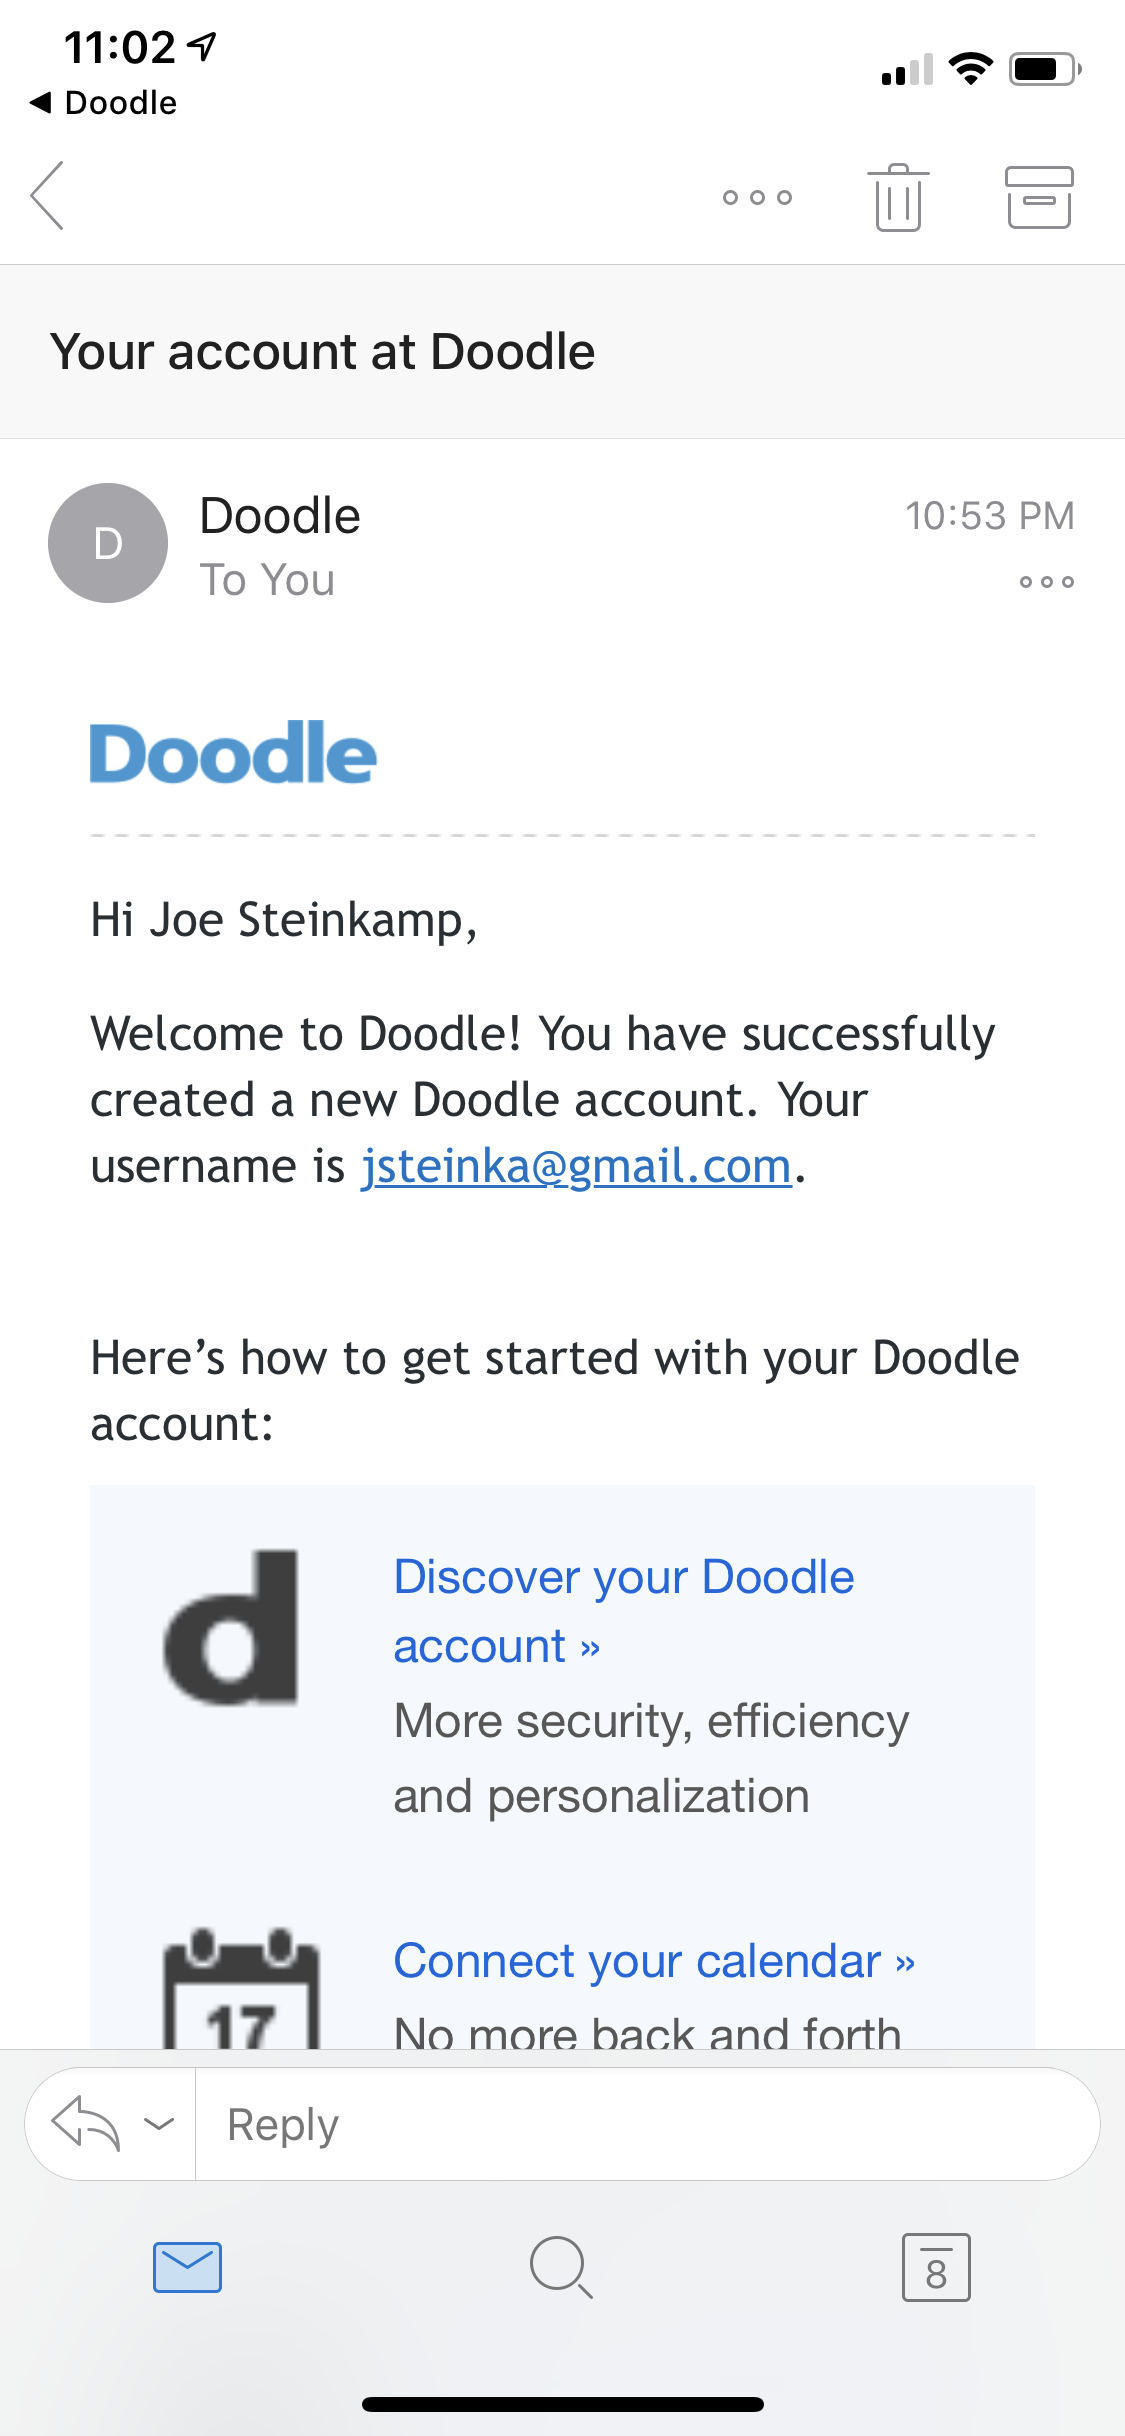 11:02
◀ Doodle
Your account at Doodle
D
Doodle
10:53 PM
To You
Doodle
Hi Joe Steinkamp,
Welcome to Doodle! You have successfully
created a new Doodle account. Your
username is jsteinka@gmail.com.
Here’s how to get started with your Doodle
account:
d
Discover your Doodle
account »
More security, efficiency
and personalization
17
Connect your calendar »
No more back and forth
Reply
8